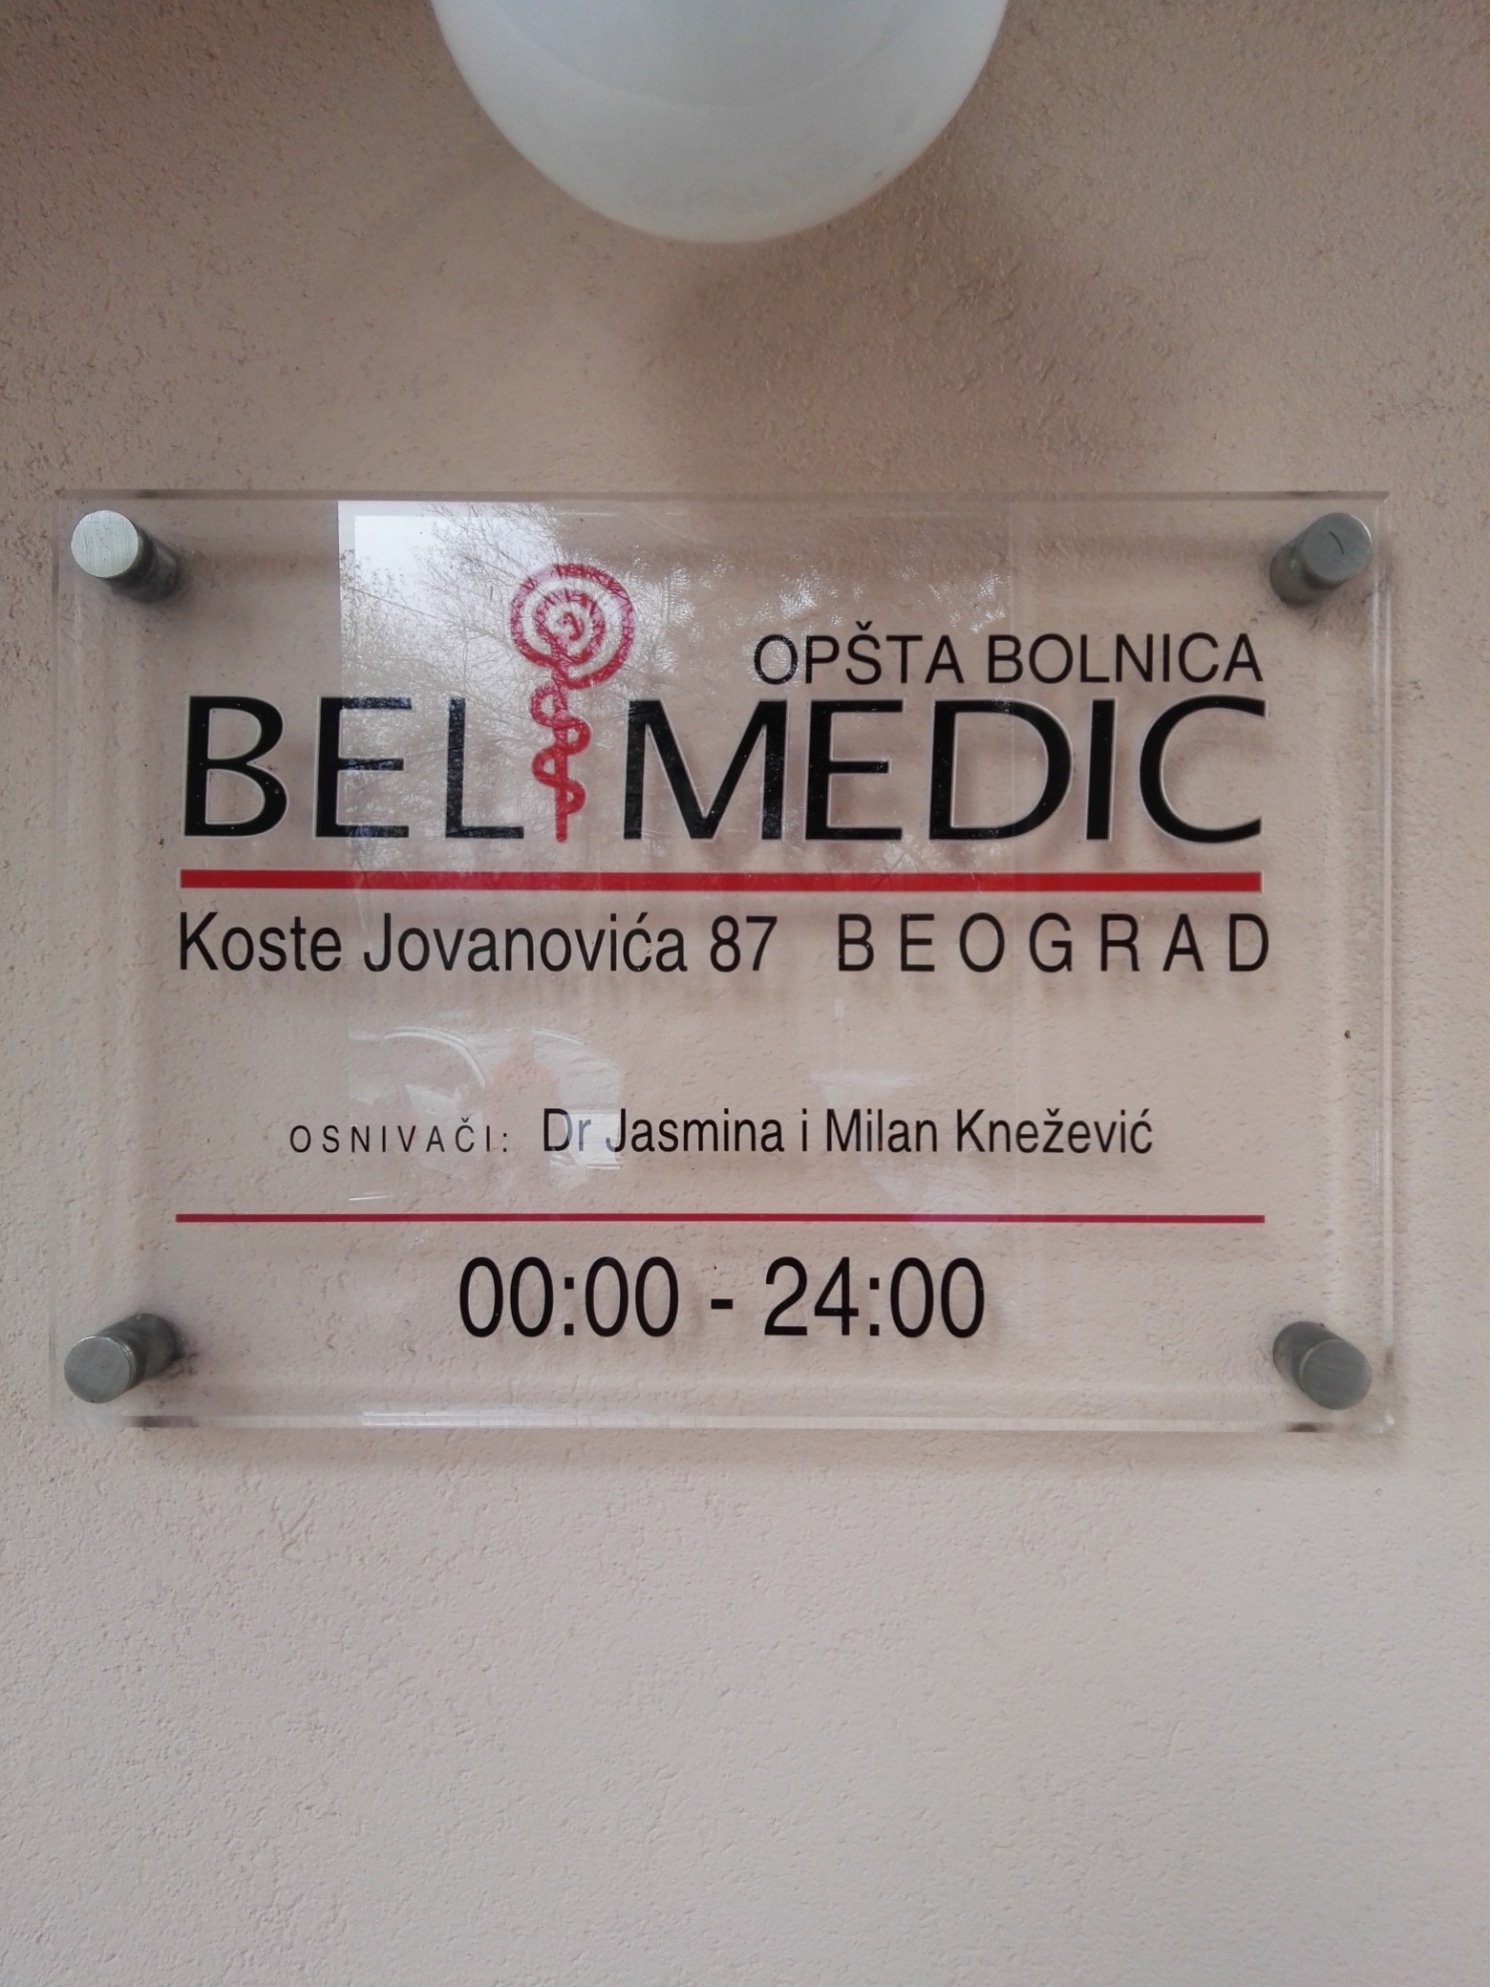 OPŠTA BOLNICA
BEL MEDIC
Koste Jovanovića 87 BEOGRAD
OSNIVAČI: Dr Jasmina i Milan Knežević
00:00 - 24:00